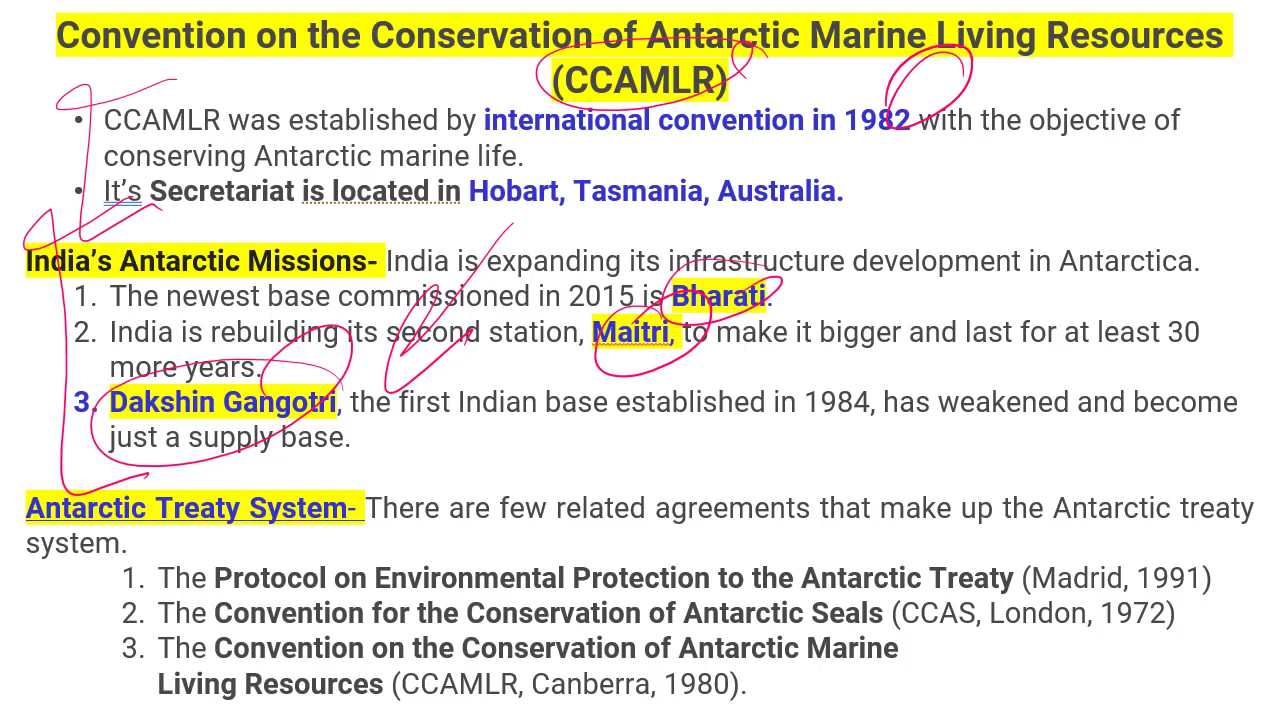 Convention on the Conservation of Antarctic Marine Living Resources
(CCAMLR)
• CCAMLR was established by international convention in 1982 with the objective of
conserving Antarctic marine life.
• It's Secretariat is located in Hobart, Tasmania, Australia.
India's Antarctic Missions- India is expanding its infrastructure development in Antarctica.
1. The newest base commissioned in 2015 is Bharati.
2. India is rebuilding its second station, Maitri, to make it bigger and last for at least 30
more years.
3. Dakshin Gangotri, the first Indian base established in 1984, has weakened and become
just a supply base.
Antarctic Treaty System- There are few related agreements that make up the Antarctic treaty
system.
1. The Protocol on Environmental Protection to the Antarctic Treaty (Madrid, 1991)
2. The Convention for the Conservation of Antarctic Seals (CCAS, London, 1972)
3. The Convention on the Conservation of Antarctic Marine
Living Resources (CCAMLR, Canberra, 1980).